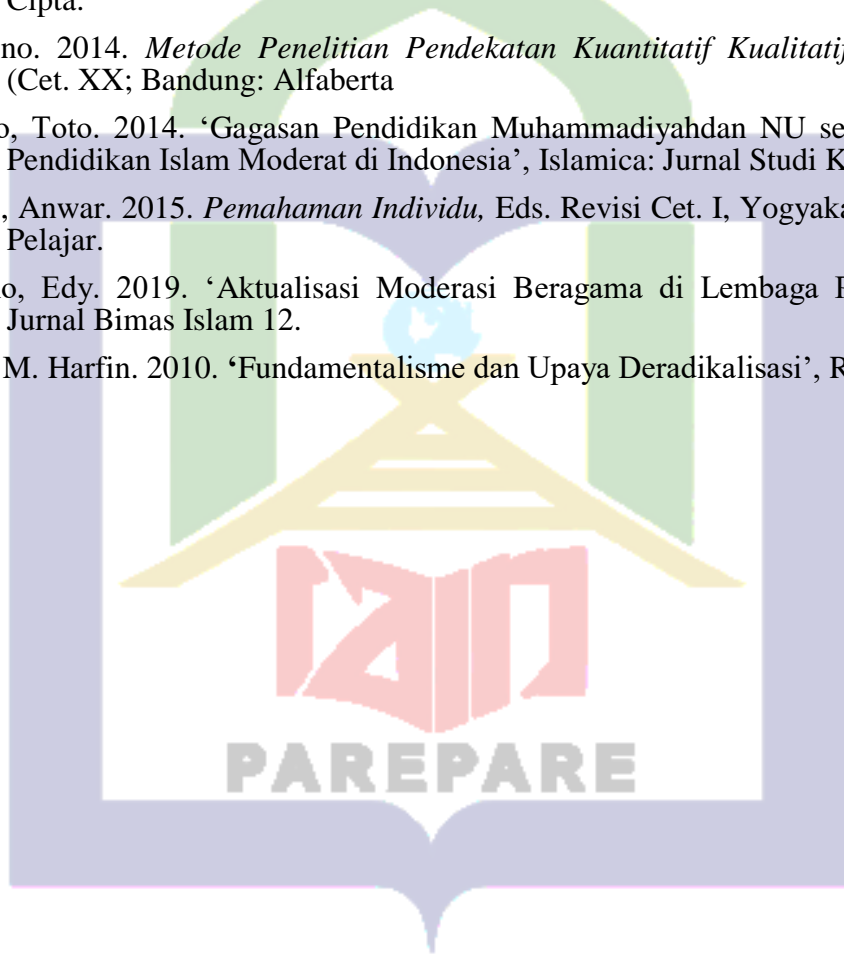 Cipta.
no. 2014. Metode Penelitian Pendekatan Kuantitatif Kualitatif
(Cet. XX; Bandung: Alfaberta
o, Toto. 2014. ‘Gagasan Pendidikan Muhammadiyahdan NU se
Pendidikan Islam Moderat di Indonesia’, Islamica: Jurnal Studi K
, Anwar. 2015. Pemahaman Individu, Eds. Revisi Cet. I, Yogyaka
Pelajar.
o, Edy. 2019. ‘Aktualisasi Moderasi Beragama di Lembaga P
Jurnal Bimas Islam 12.
M. Harfin. 2010. ‘Fundamentalisme dan Upaya Deradikalisasi’, R
iain
PAREPARE